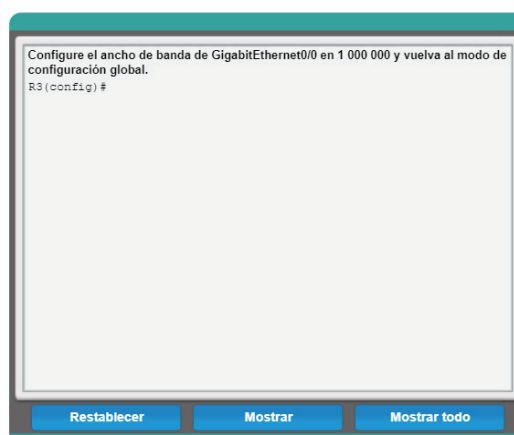 Configure el ancho de banda de GigabitEthernet0/0 en 1 000 000 y vuelva al modo de
configuración global.
R3(config)#
Restablecer
Mostrar
Mostrar todo